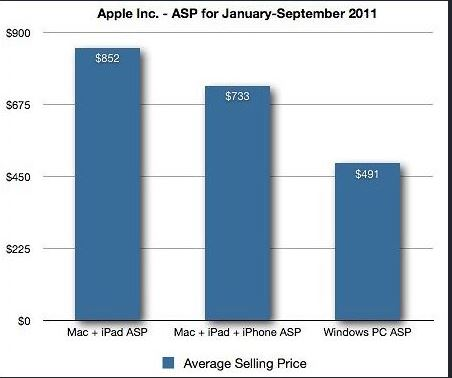 Apple Inc. - ASP for January-September 2011
$900
$852
$733
$675
$491
$450
$225
$0
Mac + iPad ASP
Mac + iPad + iPhone ASP
Windows PC ASP
Average Selling Price